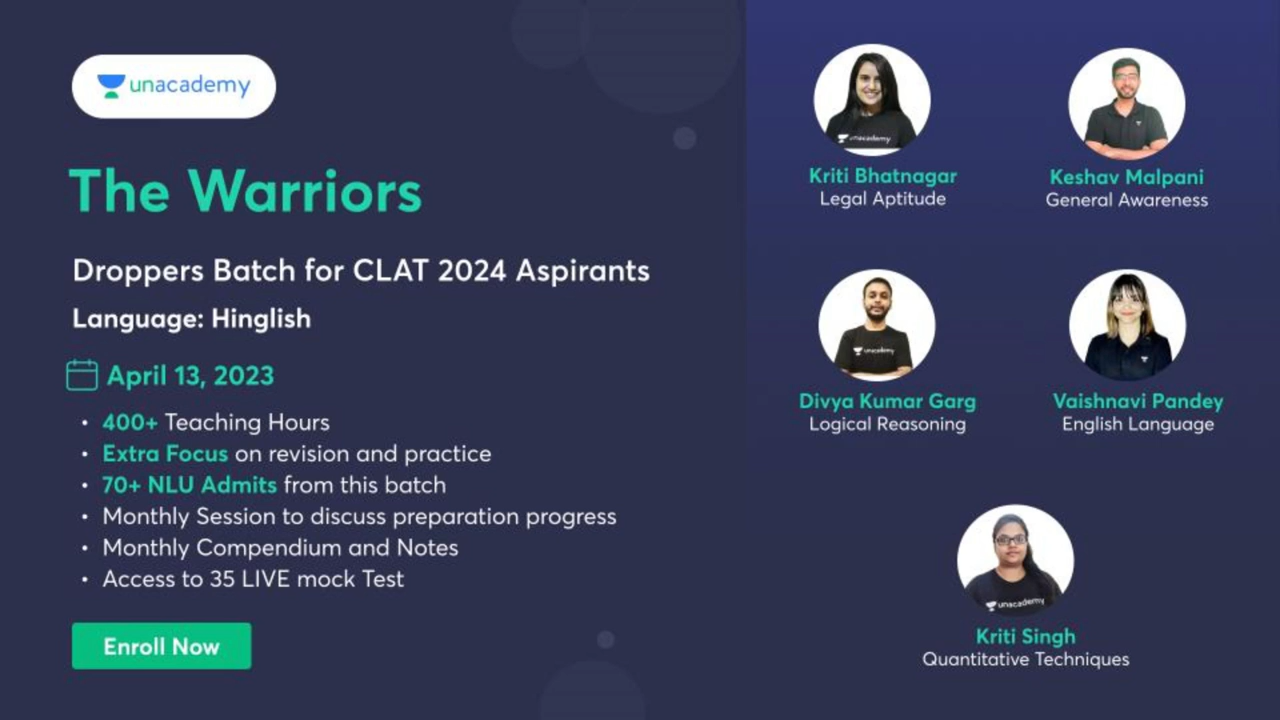 unacademy
The Warriors
Droppers Batch for CLAT 2024 Aspirants
Language: Hinglish
April 13, 2023
• 400+ Teaching Hours
• Extra Focus on revision and practice
• 70+ NLU Admits from this batch
• Monthly Session to discuss preparation progress
• Monthly Compendium and Notes
• Access to 35 LIVE mock Test
Enroll Now
unacademy
Kriti Bhatnagar
Legal Aptitude
Keshav Malpani
General Awareness
unacademy
Divya Kumar Garg
Logical Reasoning
Vaishnavi Pandey
English Language
unacademy
Kriti Singh
Quantitative Techniques